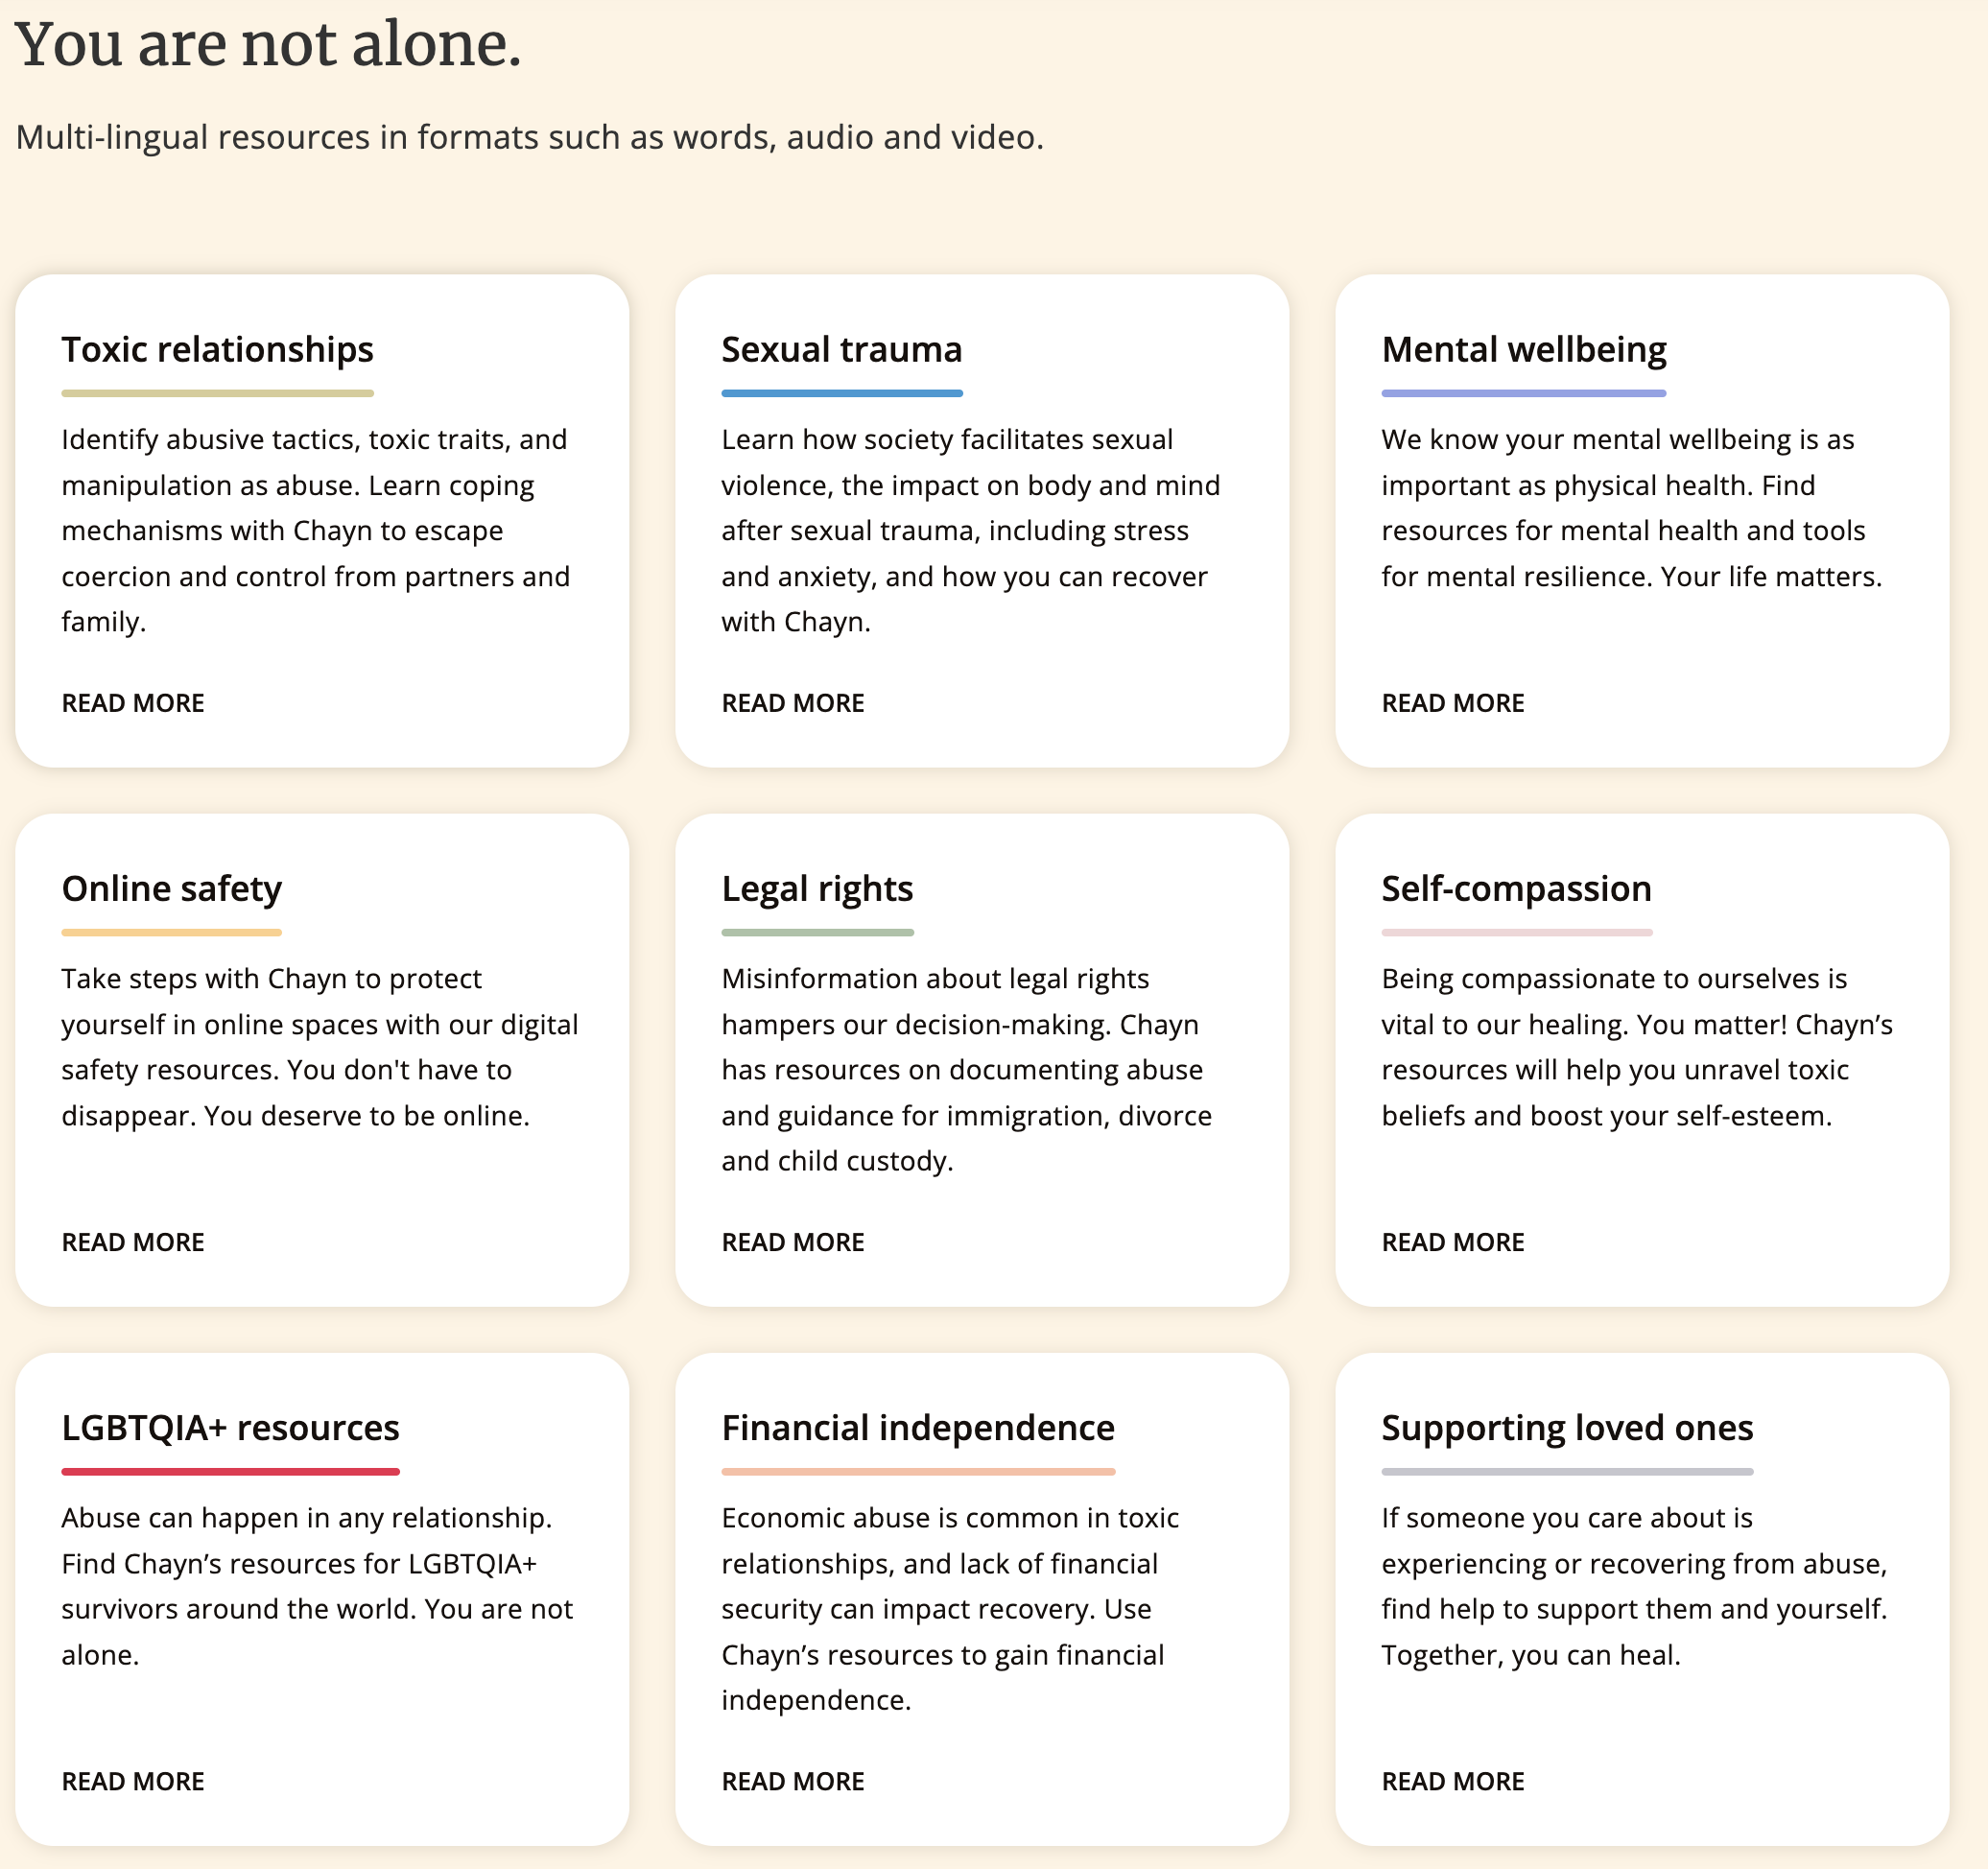 You are not alone.
Multi-lingual resources in formats such as words, audio and video.
Toxic relationships
Identify abusive tactics, toxic traits, and
manipulation as abuse. Learn coping
mechanisms with Chayn to escape
coercion and control from partners and
family.
READ MORE
Sexual trauma
Learn how society facilitates sexual
violence, the impact on body and mind
after sexual trauma, including stress
and anxiety, and how you can recover
with Chayn.
READ MORE
Mental wellbeing
We know your mental wellbeing is as
important as physical health. Find
resources for mental health and tools
for mental resilience. Your life matters.
READ MORE
Online safety
Take steps with Chayn to protect
yourself in online spaces with our digital
safety resources. You don't have to
disappear. You deserve to be online.
READ MORE
Legal rights
Misinformation about legal rights
hampers our decision-making. Chayn
has resources on documenting abuse
and guidance for immigration, divorce
and child custody.
READ MORE
Self-compassion
Being compassionate to ourselves is
vital to our healing. You matter! Chayn’s
resources will help you unravel toxic
beliefs and boost your self-esteem.
READ MORE
LGBTQIA+ resources
Abuse can happen in any relationship.
Find Chayn’s resources for LGBTQIA+
survivors around the world. You are not
alone.
READ MORE
Financial independence
Economic abuse is common in toxic
relationships, and lack of financial
security can impact recovery. Use
Chayn’s resources to gain financial
independence.
READ MORE
Supporting loved ones
If someone you care about is
experiencing or recovering from abuse,
find help to support them and yourself.
Together, you can heal.
READ MORE